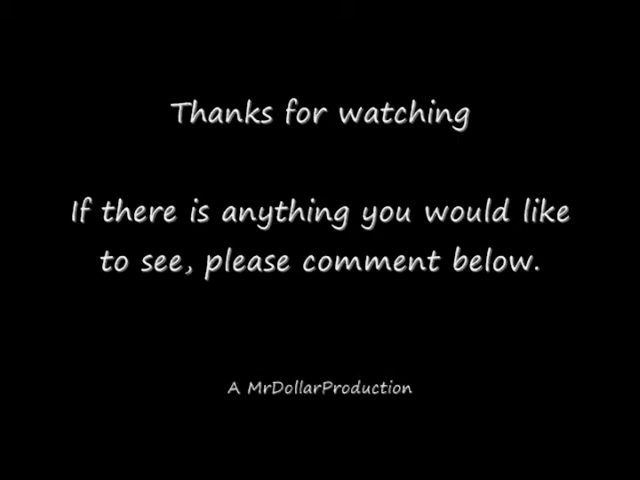 Thanks for watching
If there is anything you would like
to see, please comment below.
A MrDollarProduction